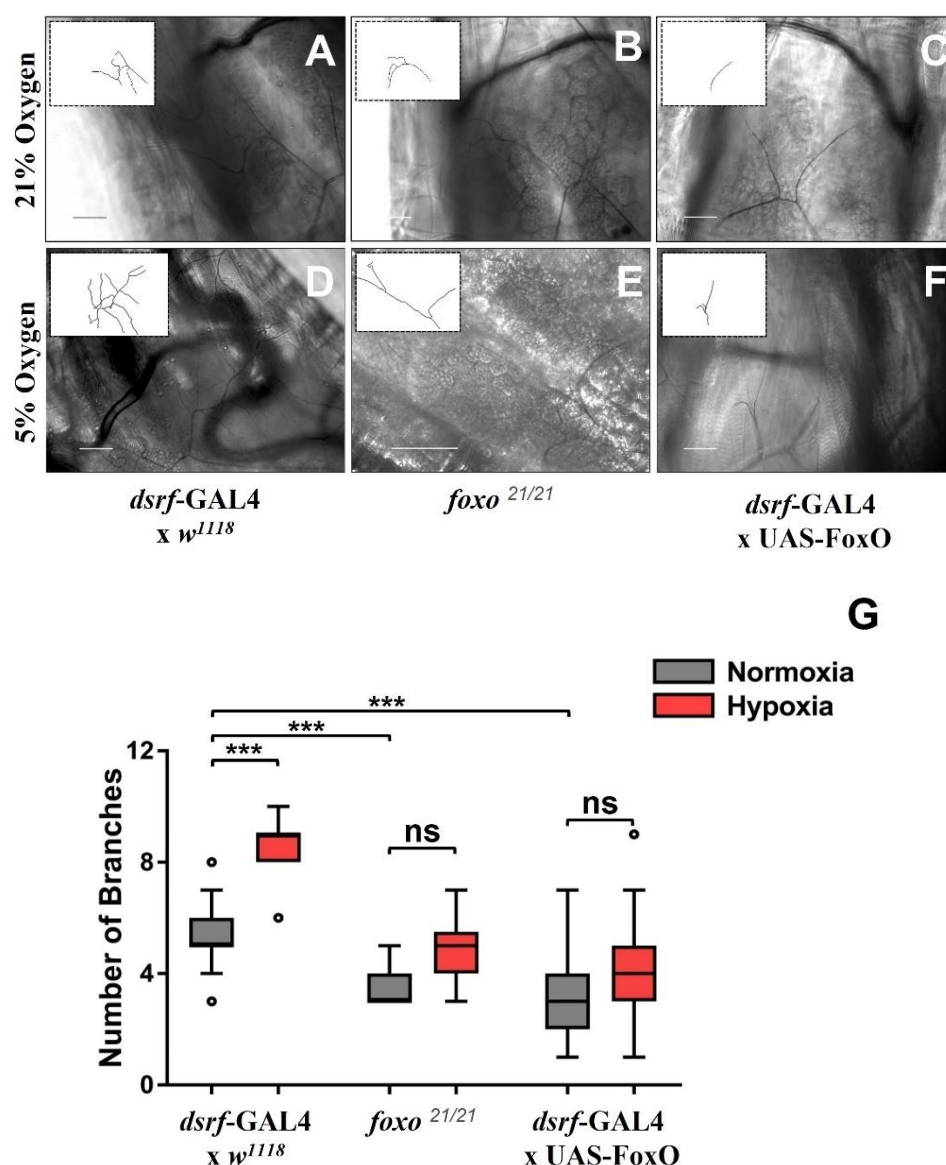 21% Oxygen
A
B
C
5% Oxygen
D
E
F
dsrf-GAL4
x w1118
foxo 21/21
dsrf-GAL4
x UAS-FoxO
G
Normoxia
Hypoxia
***
***
***
ns
ns
Number of Branches
12
8
4
0
dsrf-GAL4
x w1118
foxo 21/21
dsrf-GAL4
x UAS-FoxO